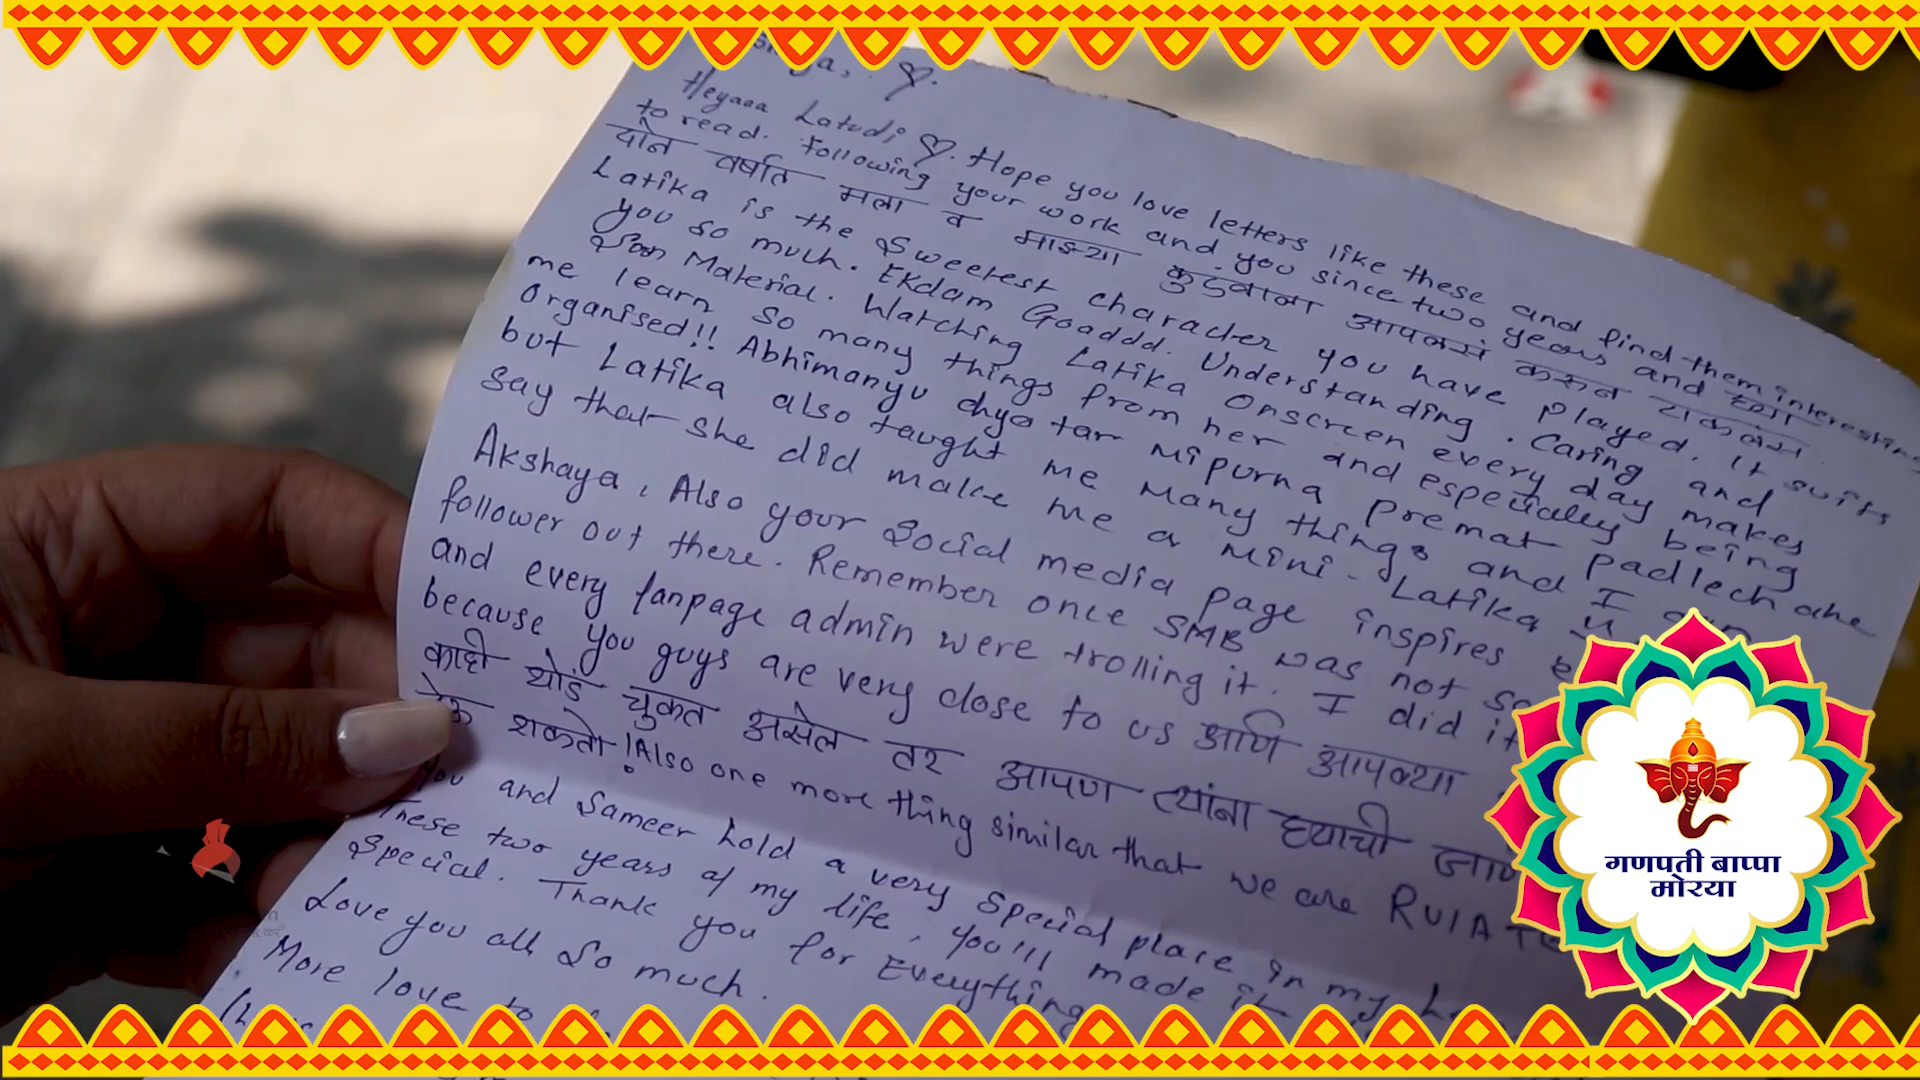 Heyaaa Latudi ♡. Hope you love letters like these and find them interesting
to read. Following your work and you since two years and ह्या
दोन वर्षात मला व माझ्या कुटुंबाला आपलसं करून टाकलंय.
Latika is the sweetest character you have played. It suits
you so much. Ekdam Goaddd. Understanding. Caring and
Son Material. Watching Latika onscreen every day makes
me learn so many things from her and especially being
organised!! Abhimanyu chya tar Mi purna premat padlech ahe
but Latika also taught me Many things and I can
say that she did make me a Mini-Latika
Akshaya, Also your social media page inspires
follower out there. Remember once SMB was not so
and every fanpage admin were trolling it. I did it
because you guys are very close to us आणि आपल्या
काही थोडं चुकत असेल तर आपण त्यांना ह्याची
देऊ शकतो! Also one more thing similar that we are RUIA
You and Sameer hold a very special place in my
These two years of my life, you'll made it
special. Thank you for Everything
Love you all so much.
More love to
गणपती बाप्पा
मोरया